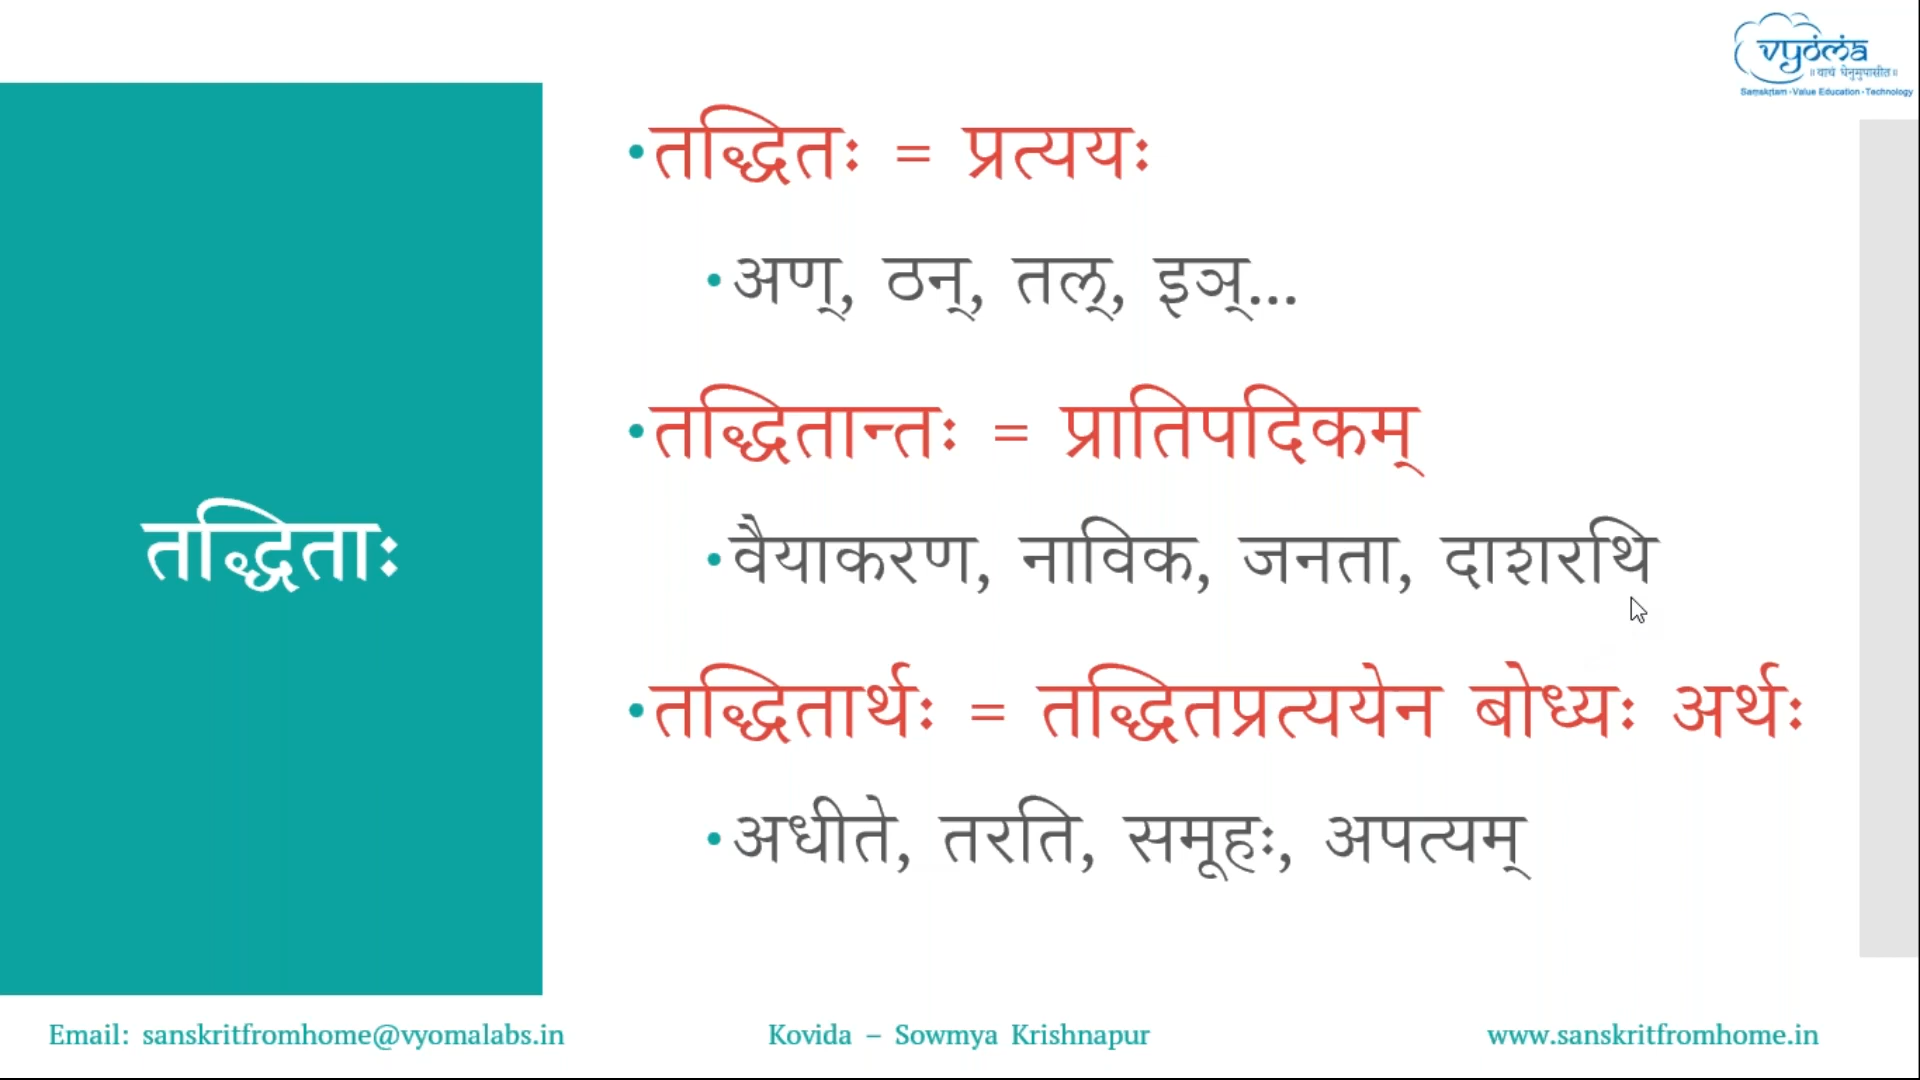 vyoma
॥ वाचं धेनुमुपासीत॥
Samskrtam - Value Education - Technology
तद्धिताः
•तद्धितः = प्रत्ययः
•अण्, ठन्, तल्, इञ्...
•तद्धितान्तः = प्रातिपदिकम्
•वैयाकरण, नाविक, जनता, दाशरथि
•तद्धितार्थः = तद्धितप्रत्ययेन बोध्यः अर्थः
•अधीते, तरति, समूहः, अपत्यम्
Email: sanskritfromhome@vyomalabs.in
Kovida – Sowmya Krishnapur
www.sanskritfromhome.in